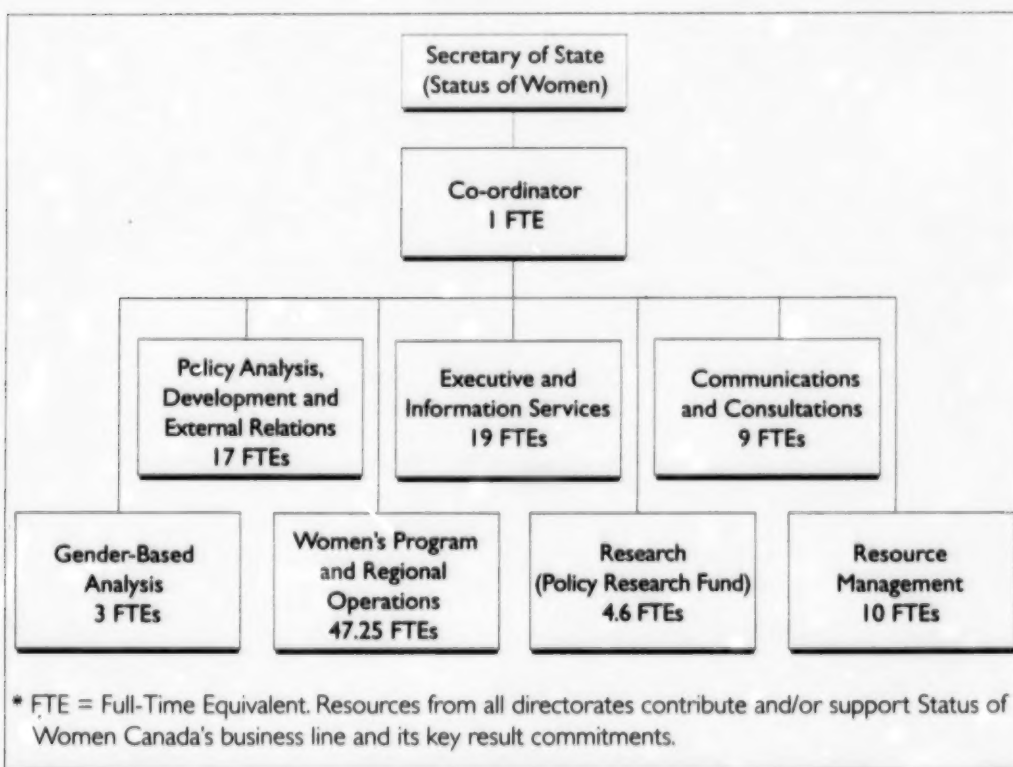 Secretary of State
(Status of Women)
Co-ordinator
1 FTE
Policy Analysis,
Development and
External Relations
17 FTEs
Executive and
Information Services
19 FTEs
Communications
and Consultations
9 FTEs
Gender-Based
Analysis
3 FTEs
Women's Program
and Regional
Operations
47.25 FTEs
Research
(Policy Research Fund)
4.6 FTEs
Resource
Management
10 FTEs
* FTE = Full-Time Equivalent. Resources from all directorates contribute and/or support Status of
Women Canada's business line and its key result commitments.